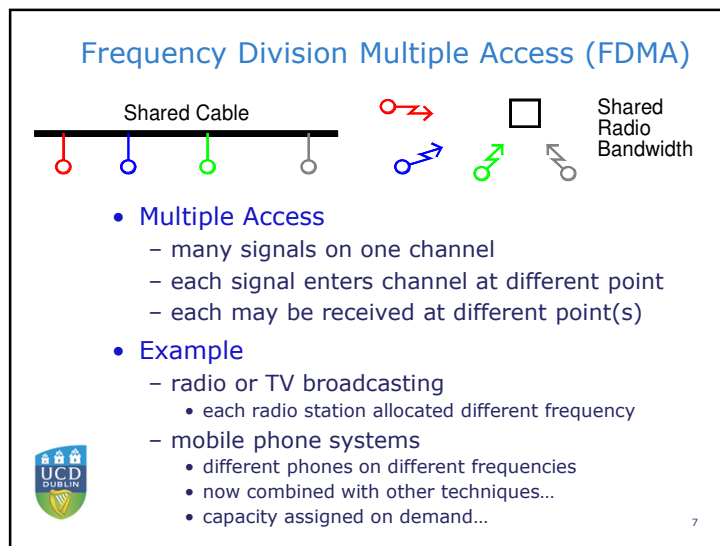 Frequency Division Multiple Access (FDMA)
Shared Cable
Shared
Radio
Bandwidth
• Multiple Access
– many signals on one channel
– each signal enters channel at different point
– each may be received at different point(s)
• Example
– radio or TV broadcasting
• each radio station allocated different frequency
– mobile phone systems
• different phones on different frequencies
• now combined with other techniques…
• capacity assigned on demand…
UCD
DUBLIN
7